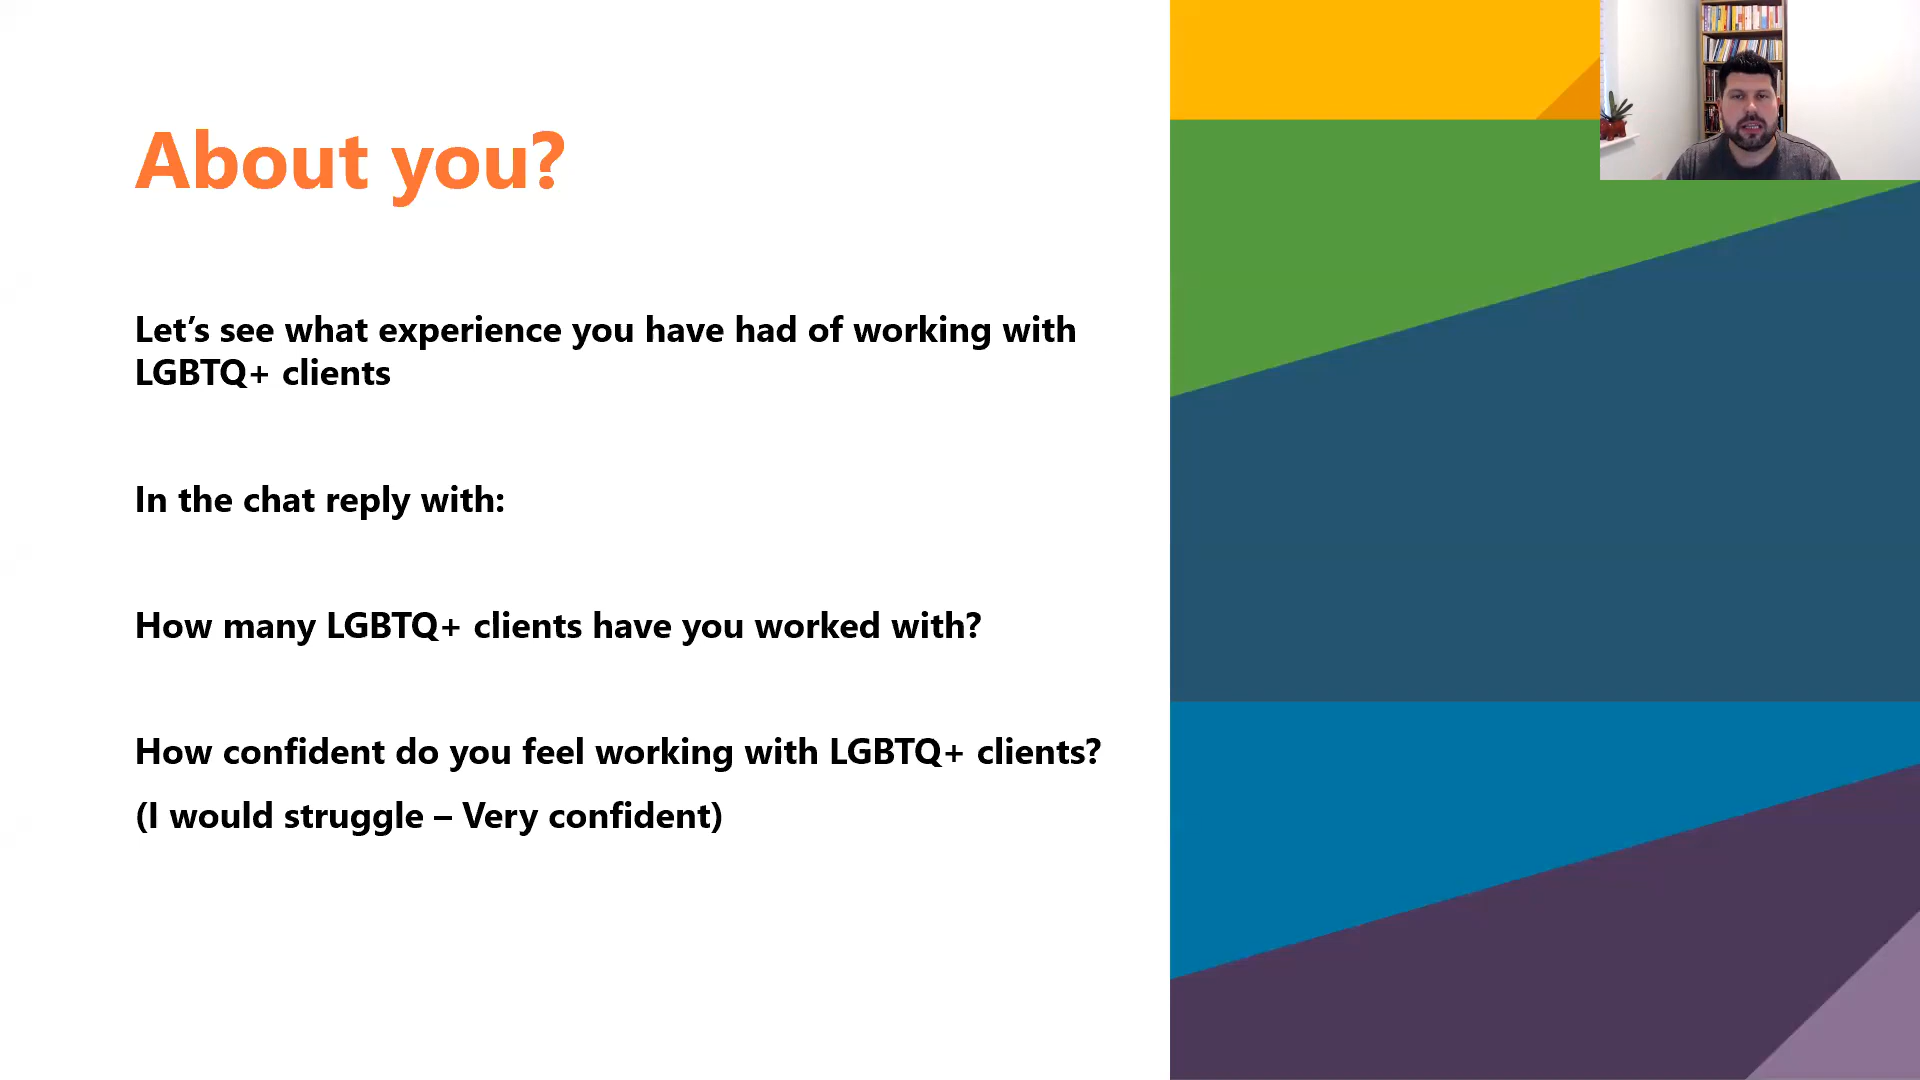 About you?
Let’s see what experience you have had of working with
LGBTQ+ clients
In the chat reply with:
How many LGBTQ+ clients have you worked with?
How confident do you feel working with LGBTQ+ clients?
(I would struggle – Very confident)